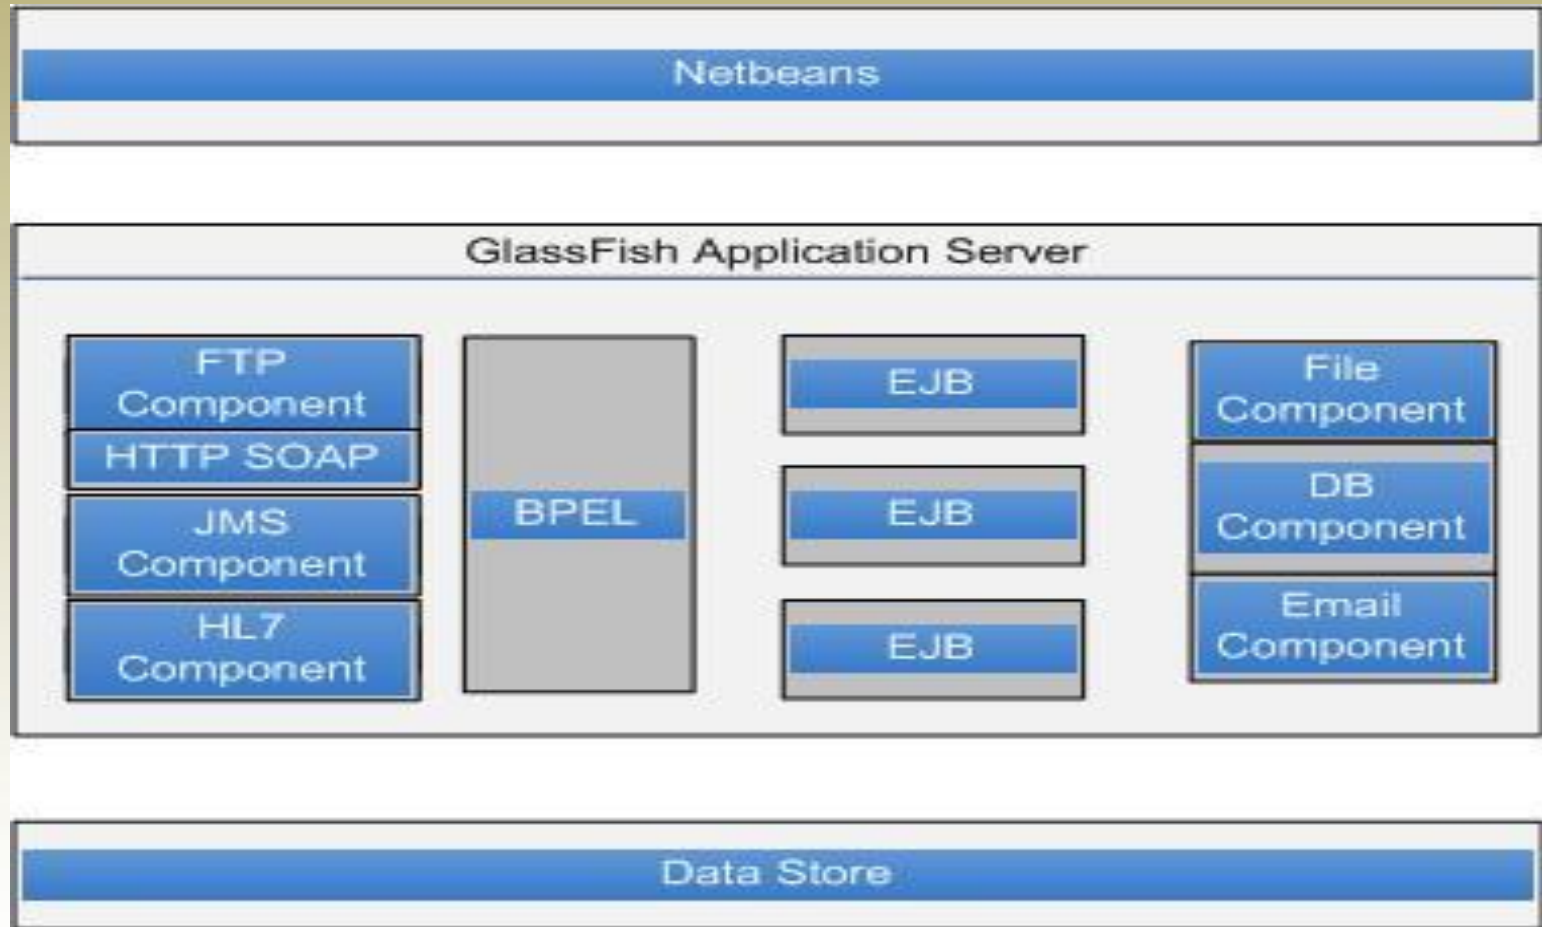 Netbeans
GlassFish Application Server
FTP
Component
HTTP SOAP
JMS
Component
HL7
Component
BPEL
EJB
EJB
EJB
File
Component
DB
Component
Email
Component
Data Store